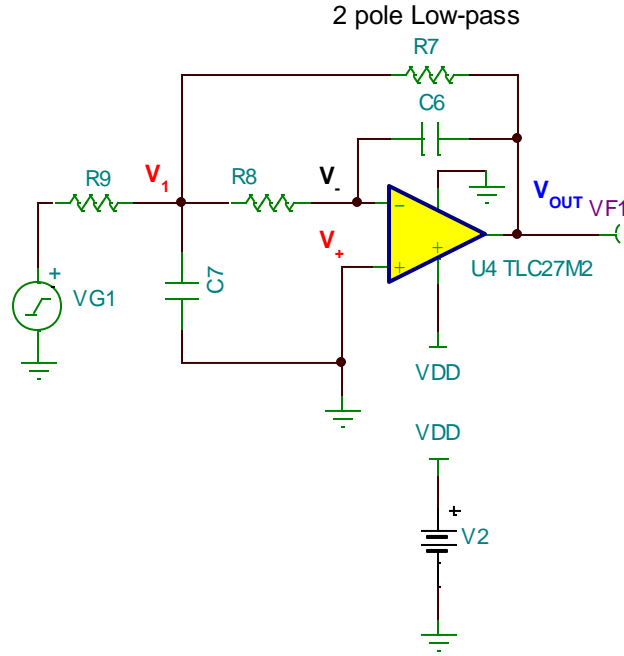 2 pole Low-pass
R7
C6
R9
V1
R8
V-
VOUT
VF1
V+
C7
U4 TLC27M2
VG1
VDD
VDD
V2